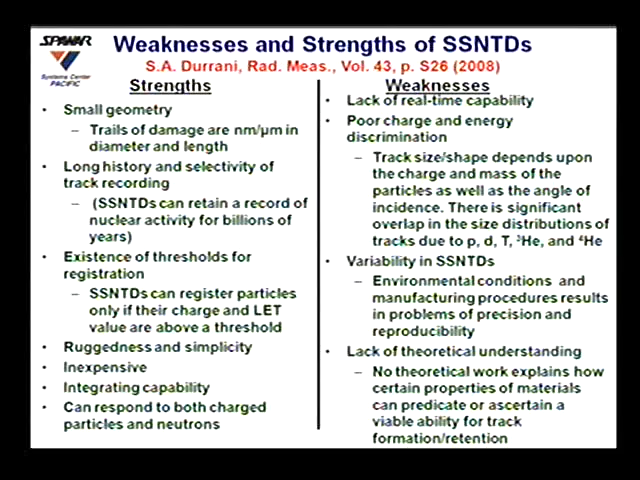 SPAWAR
Systems Center
PACIFIC
Weaknesses and Strengths of SSNTDs
S.A. Durrani, Rad. Meas., Vol. 43, p. S26 (2008)
Strengths
• Small geometry
– Trails of damage are nm/µm in
diameter and length
• Long history and selectivity of
track recording
– (SSNTDs can retain a record of
nuclear activity for billions of
years)
• Existence of thresholds for
registration
– SSNTDs can register particles
only if their charge and LET
value are above a threshold
• Ruggedness and simplicity
• Inexpensive
• Integrating capability
• Can respond to both charged
particles and neutrons
Weaknesses
• Lack of real-time capability
• Poor charge and energy
discrimination
– Track size/shape depends upon
the charge and mass of the
particles as well as the angle of
incidence. There is significant
overlap in the size distributions of
tracks due to p, d, T, ³He, and ⁴He
• Variability in SSNTDs
– Environmental conditions and
manufacturing procedures results
in problems of precision and
reproducibility
• Lack of theoretical understanding
– No theoretical work explains how
certain properties of materials
can predicate or ascertain a
viable ability for track
formation/retention